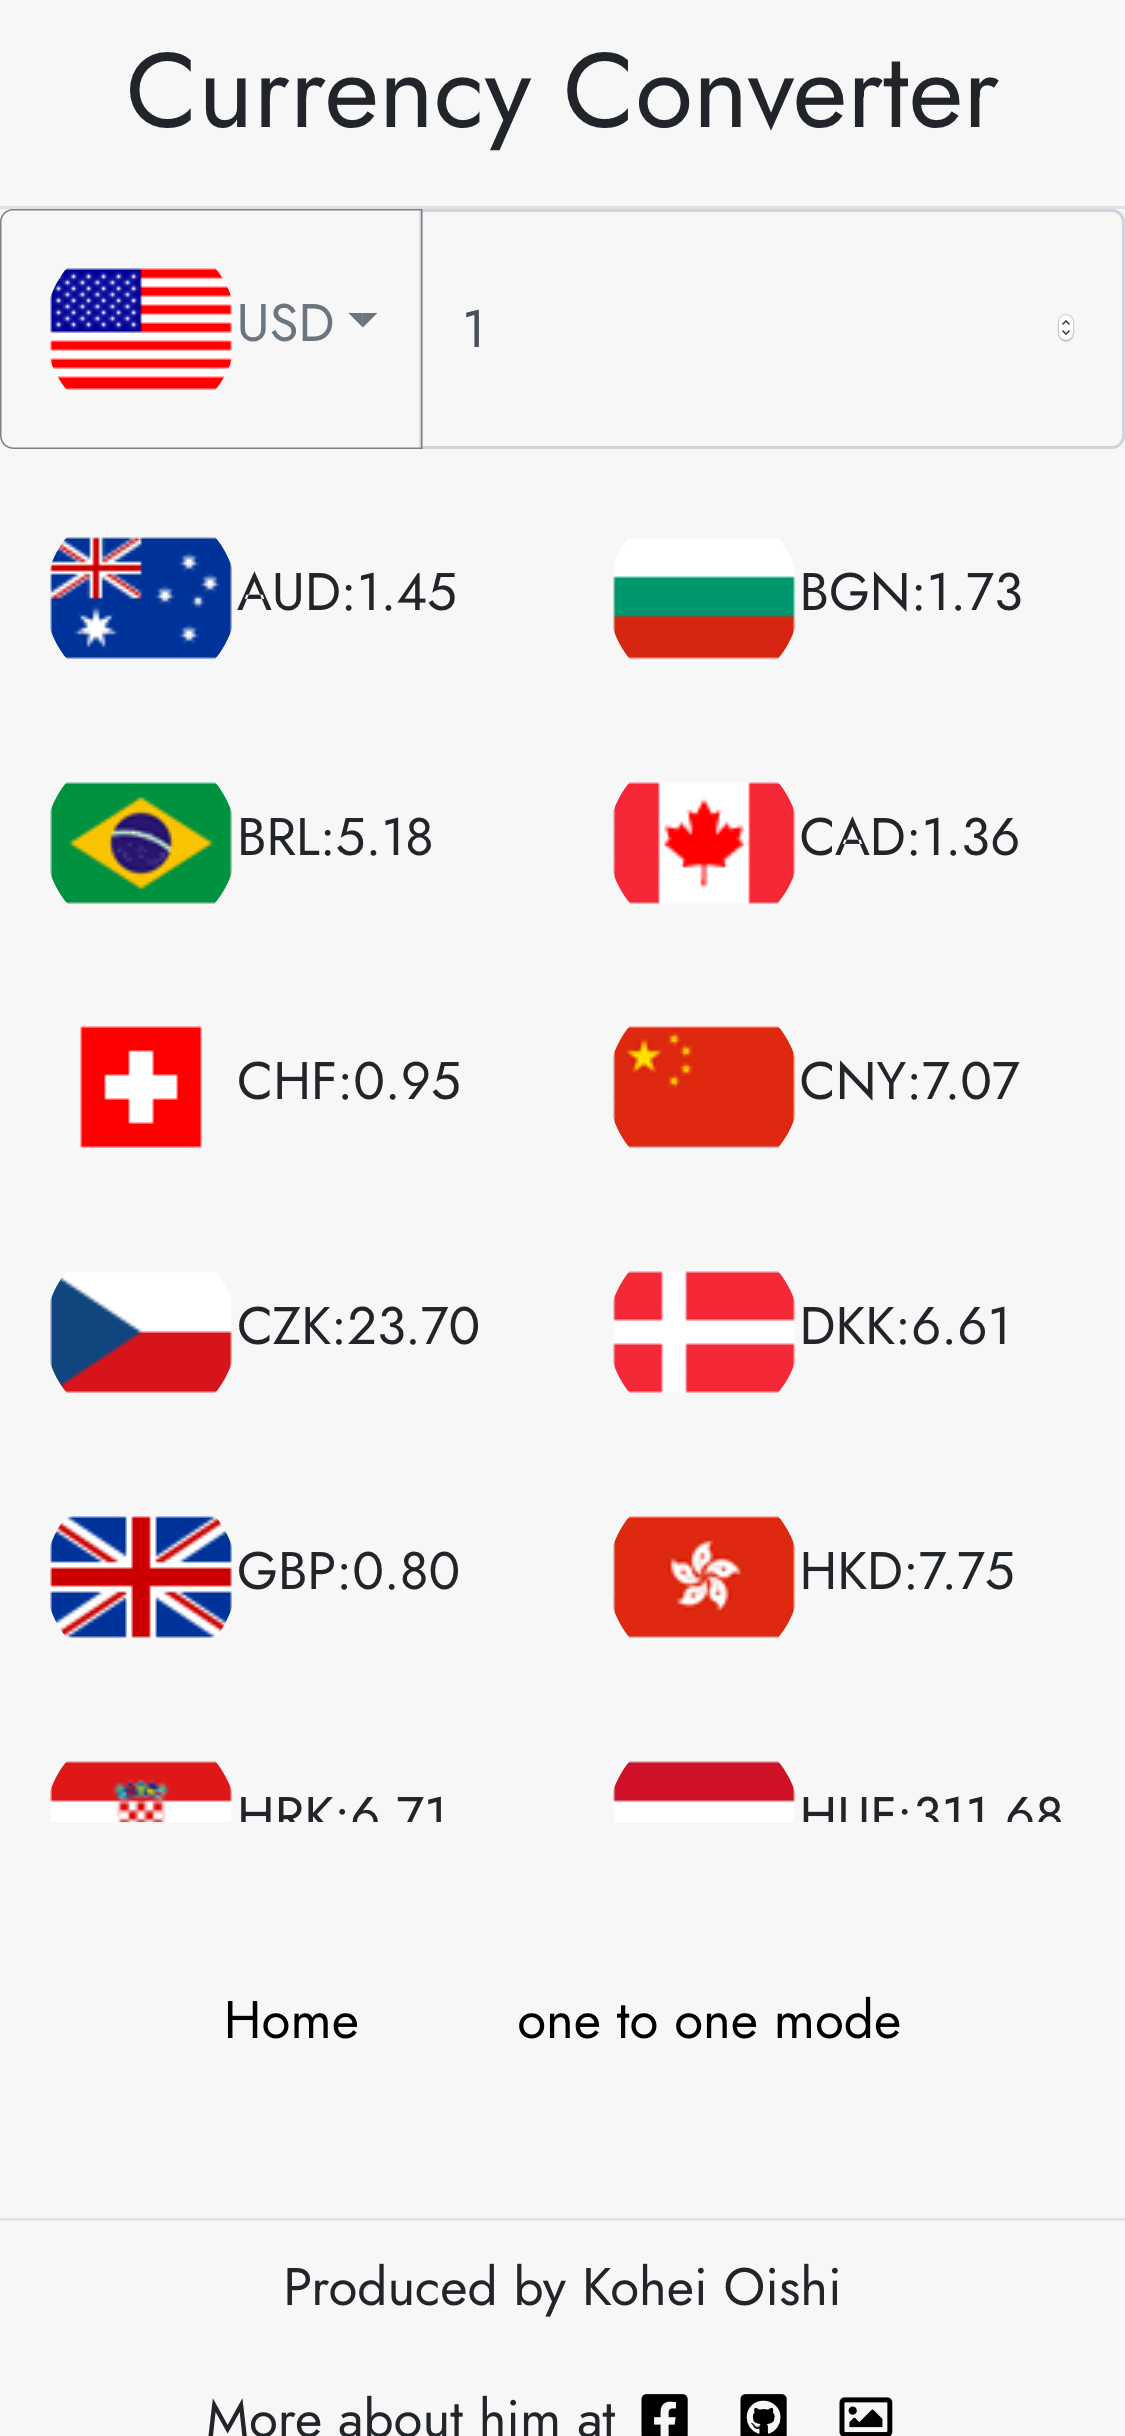 Currency Converter
USD 1
AUD:1.45 BGN:1.73
BRL:5.18 CAD:1.36
CHF:0.95 CNY:7.07
CZK:23.70 DKK:6.61
GBP:0.80 HKD:7.75
HRK:6.71 HUF:311.68
Home one to one mode
Produced by Kohei Oishi
More about him at